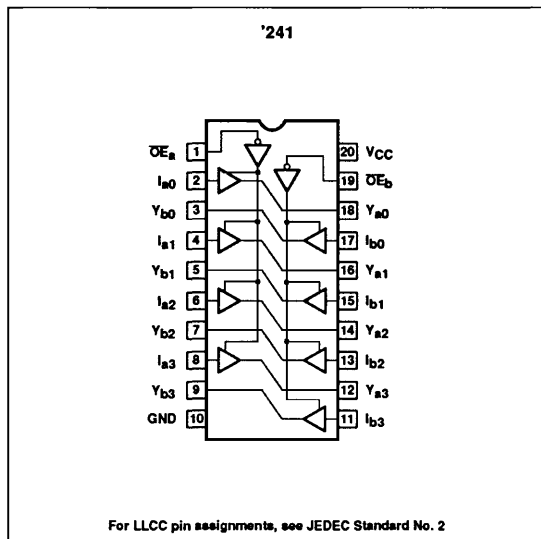 '241
OEa 1 20 VCC
Ia0 2 19 OEb
Yb0 3 18 Ya0
Ia1 4 17 Ib0
Yb1 5 16 Ya1
Ia2 6 15 Ib1
Yb2 7 14 Ya2
Ia3 8 13 Ib2
Yb3 9 12 Ya3
GND 10 11 Ib3
For LLCC pin assignments, see JEDEC Standard No. 2